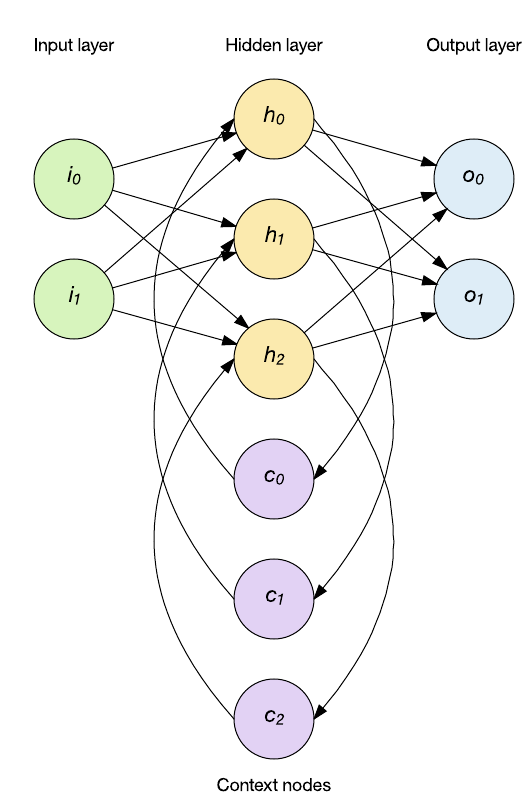 Input layer Hidden layer Output layer
h0
i0 o0
h1
i1 o1
h2
c0
c1
c2
Context nodes